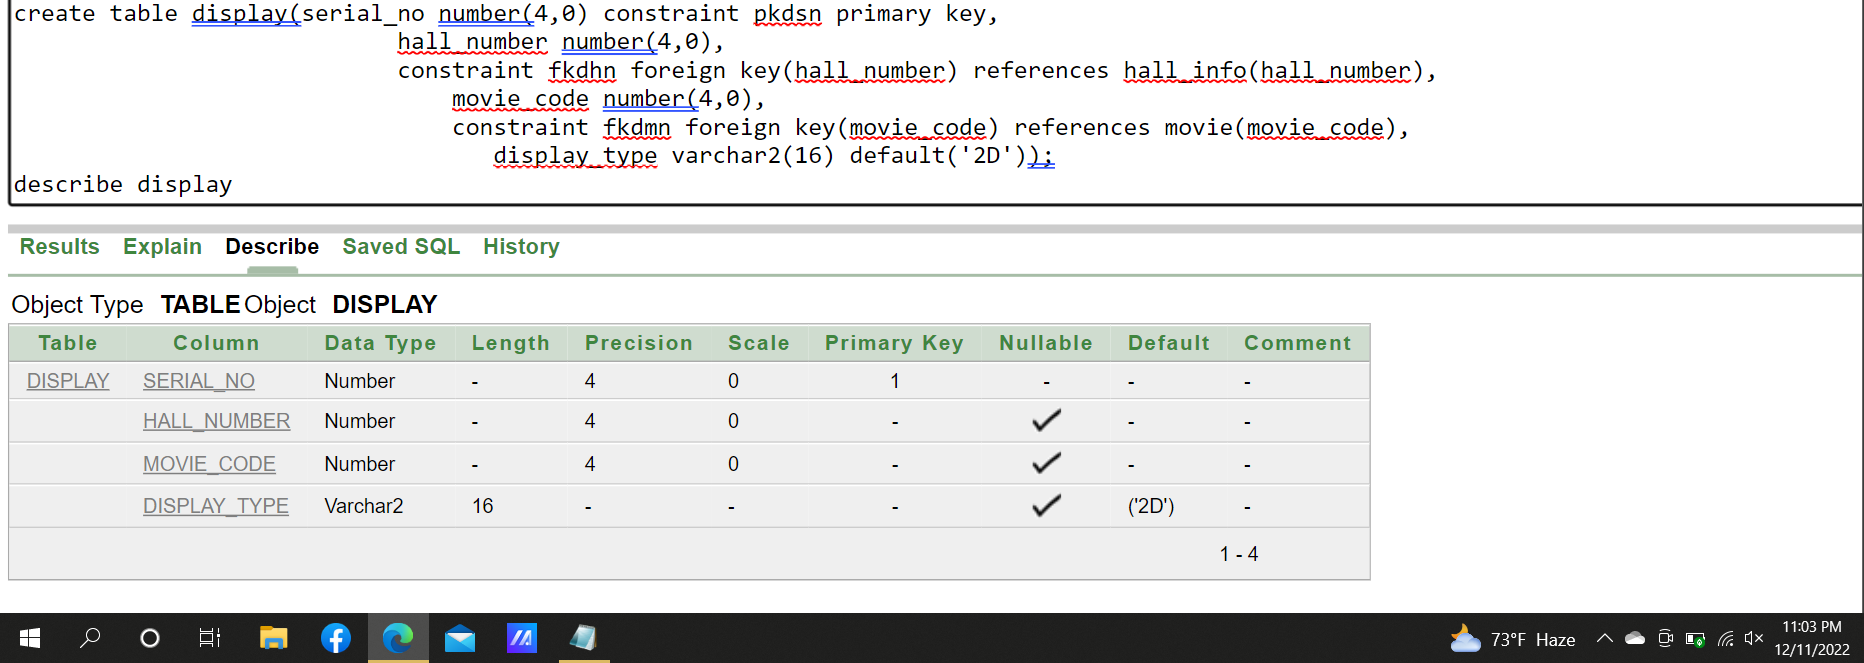 create table display(serial_no number(4,0) constraint pkdsn primary key,
hall_number number(4,0),
constraint fkdhn foreign key(hall_number) references hall_info(hall_number),
movie_code number(4,0),
constraint fkdmn foreign key(movie_code) references movie(movie_code),
display_type varchar2(16) default('2D'));
describe display
Results Explain Describe Saved SQL History
Object Type TABLE Object DISPLAY
Table Column Data Type Length Precision Scale Primary Key Nullable Default Comment
DISPLAY SERIAL_NO Number - 4 0 1 - - -
HALL_NUMBER Number - 4 0 - ✓ - -
MOVIE_CODE Number - 4 0 - ✓ - -
DISPLAY_TYPE Varchar2 16 - - - ✓ ('2D') -
1 - 4
73°F Haze 11:03 PM
12/11/2022